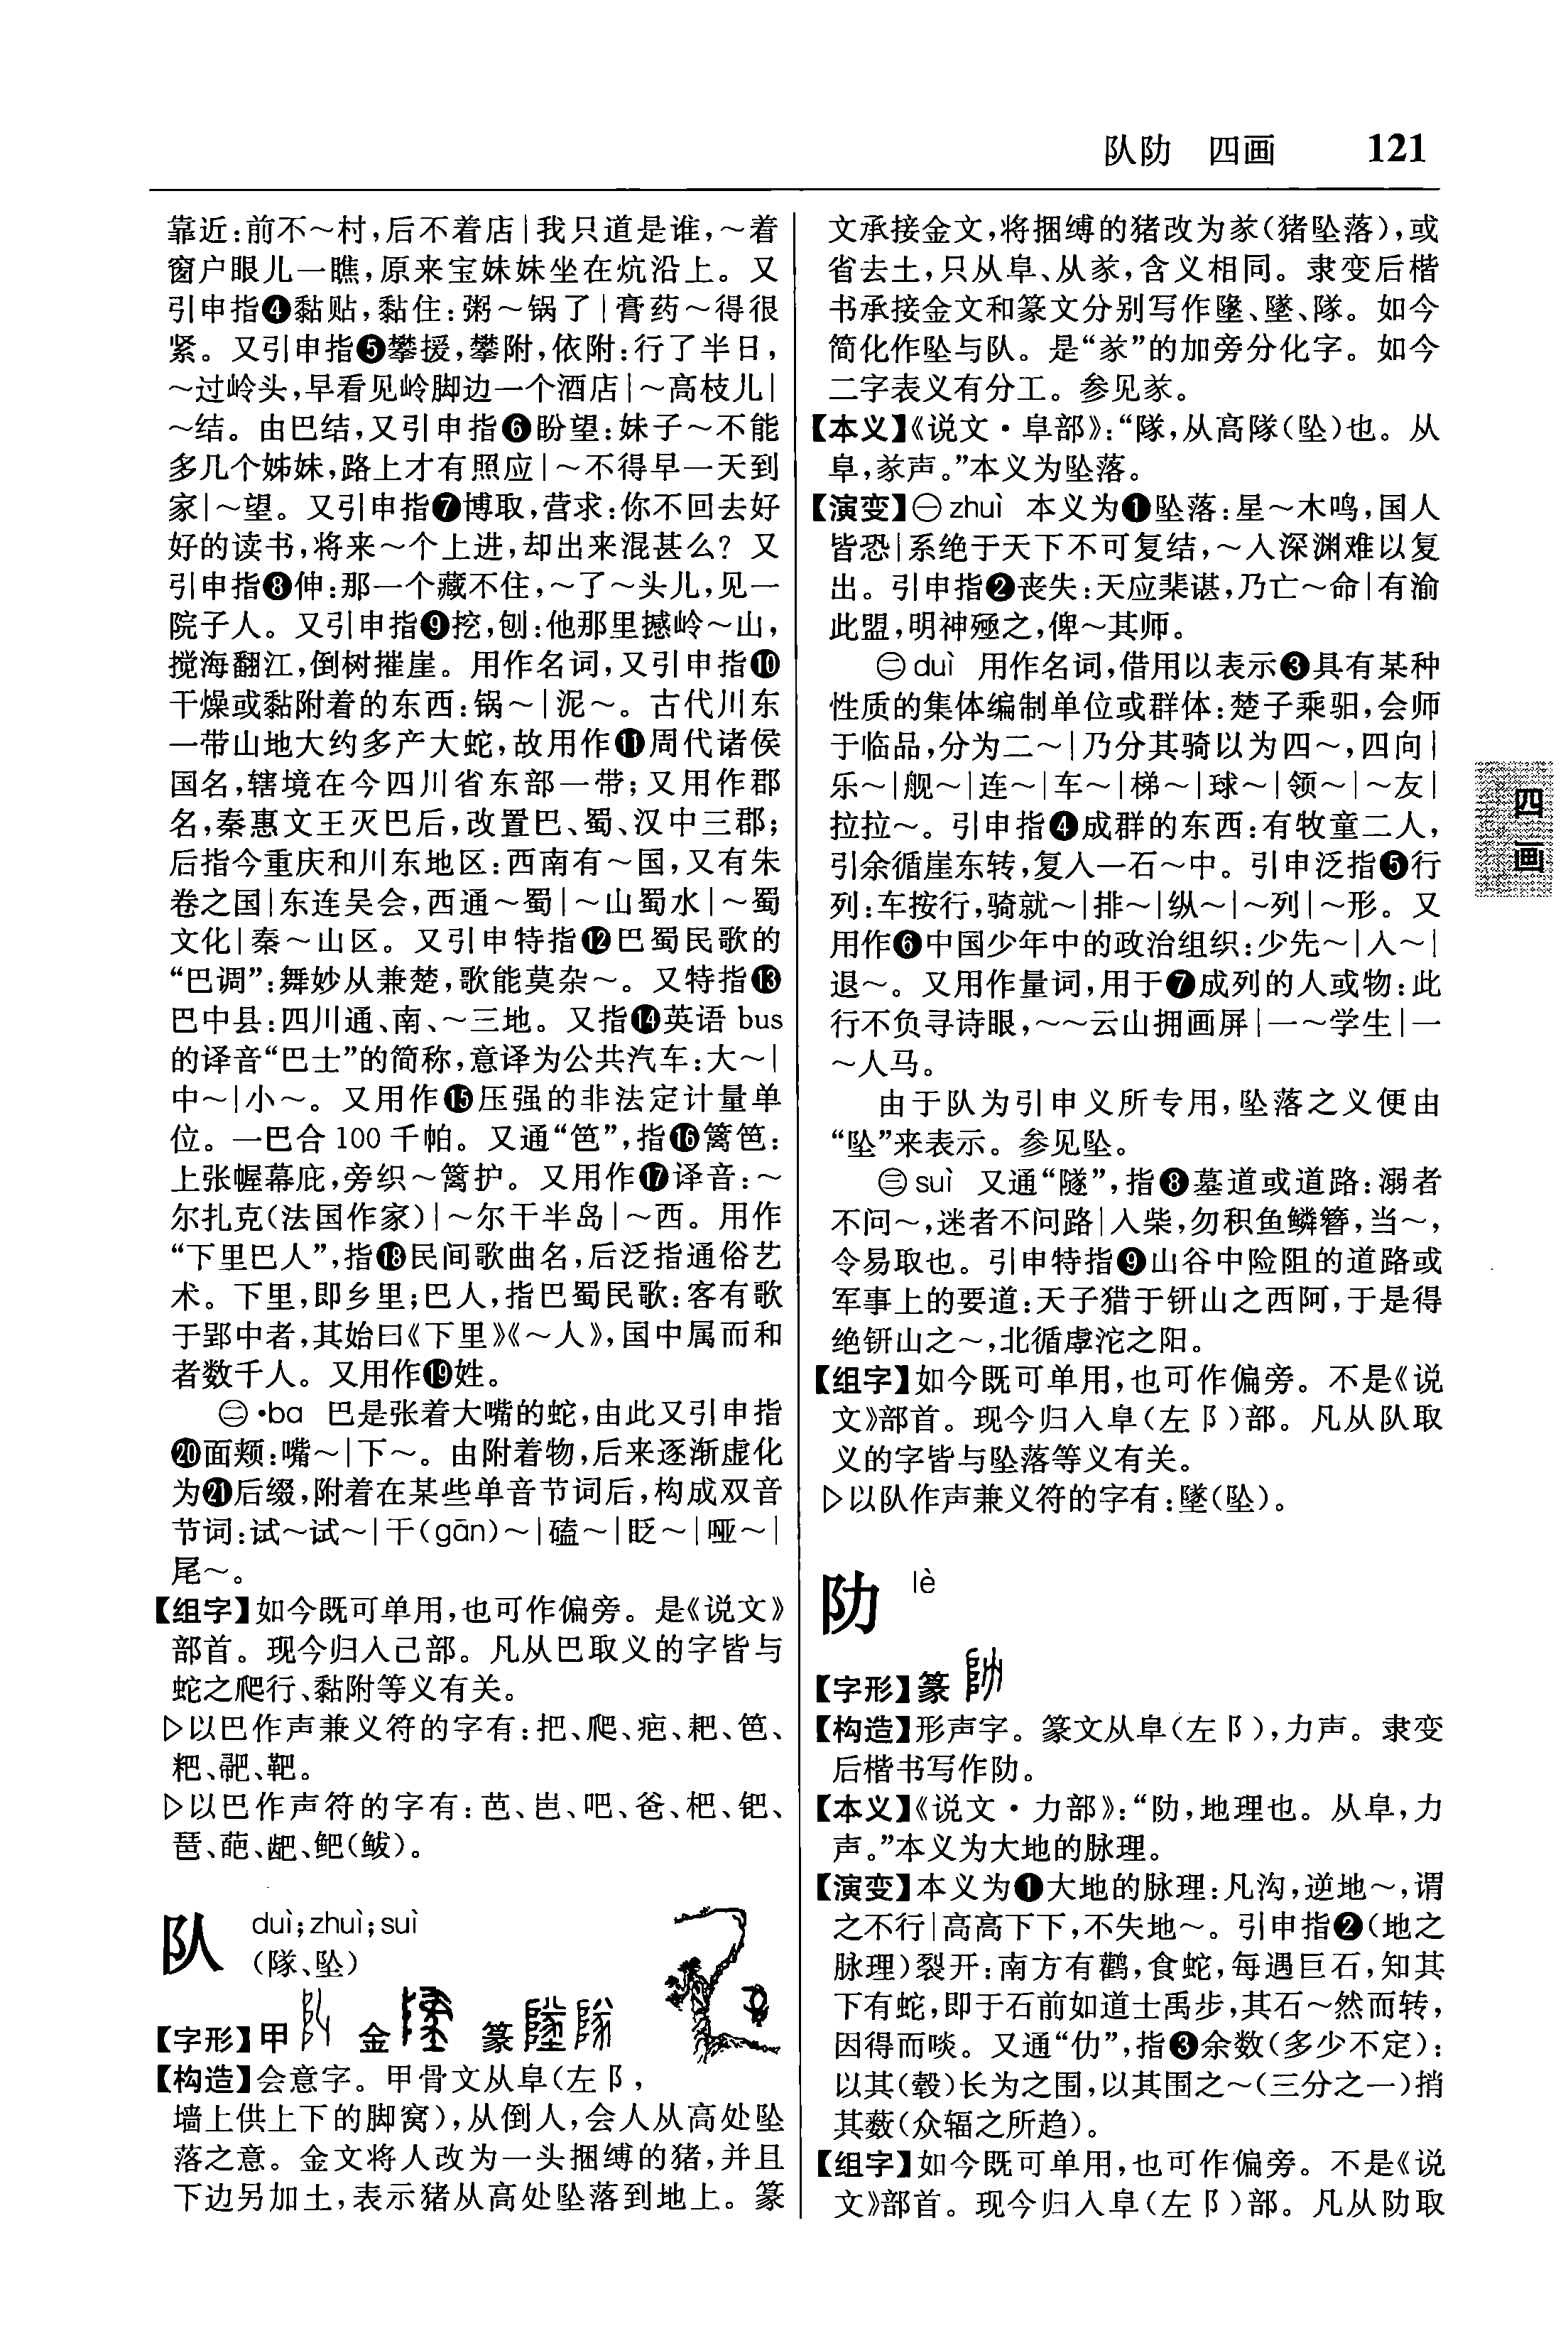 队阞　四画　121
靠近:前不～村,后不着店|我只道是谁,～着
窗户眼儿一瞧,原来宝妹妹坐在炕沿上。又
引申指❹黏贴,黏住:粥～锅了|膏药～得很
紧。又引申指❺攀援,攀附,依附:行了半日,
～过岭头,早看见岭脚边一个酒店|～高枝儿|
～结。由巴结,又引申指❻盼望:妹子～不能
多几个姊妹,路上才有照应|～不得早一天到
家|～望。又引申指❼博取,营求:你不回去好
好的读书,将来～个上进,却出来混甚么? 又
引申指❽伸:那一个藏不住,～了～头儿,见一
院子人。又引申指❾挖,刨:他那里撼岭～山,
搅海翻江,倒树摧崖。用作名词,又引申指❿
干燥或黏附着的东西:锅～|泥～。古代川东
一带山地大约多产大蛇,故用作⓫周代诸侯
国名,辖境在今四川省东部一带;又用作郡
名,秦惠文王灭巴后,改置巴、蜀、汉中三郡;
后指今重庆和川东地区:西南有～国,又有朱
卷之国|东连吴会,西通～蜀|～山蜀水|～蜀
文化|秦～山区。又引申特指⓬巴蜀民歌的
“巴调”:舞妙从兼楚,歌能莫杂～。又特指⓭
巴中县:四川通、南、～三地。又指⓮英语 bus
的译音“巴士”的简称,意译为公共汽车:大～|
中～|小～。又用作⓯压强的非法定计量单
位。一巴合 100 千帕。又通“笆”,指⓰篱笆:
上张幄幕庇,旁织～篱护。又用作⓱译音:～
尔扎克(法国作家)|～尔干半岛|～西。用作
“下里巴人”,指⓲民间歌曲名,后泛指通俗艺
术。下里,即乡里;巴人,指巴蜀民歌:客有歌
于郢中者,其始曰《下里》《～人》,国中属而和
者数千人。又用作⓳姓。
㊁·ba 巴是张着大嘴的蛇,由此又引申指
⓴面颊:嘴～|下～。由附着物,后来逐渐虚化
为㉑后缀,附着在某些单音节词后,构成双音
节词:试～试～|干(gān)～|磕～|眨～|哑～|
尾～。
【组字】如今既可单用,也可作偏旁。是《说文》
部首。现今归入己部。凡从巴取义的字皆与
蛇之爬行、黏附等义有关。
▷以巴作声兼义符的字有:把、爬、疤、耙、笆、
粑、靶。
▷以巴作声符的字有:芭、岜、吧、爸、杷、钯、
琶、葩、龅、鲃(鲅)。
队 duì;zhuì;suì
(隊、坠)
【字形】甲 金 篆
【构造】会意字。甲骨文从阜(左阝,
墙上供上下的脚窝),从倒人,会人从高处坠
落之意。金文将人改为一头捆缚的猪,并且
下边另加土,表示猪从高处坠落到地上。篆
文承接金文,将捆缚的猪改为㒸(猪坠落),或
省去土,只从阜、从㒸,含义相同。隶变后楷
书承接金文和篆文分别写作墬、墜、隊。如今
简化作坠与队。是“㒸”的加旁分化字。如今
二字表义有分工。参见㒸。
【本义】《说文·阜部》:“隊,从高隊(坠)也。从
阜,㒸声。”本义为坠落。
【演变】㊀zhuì 本义为❶坠落:星～木鸣,国人
皆恐|系绝于天下不可复结,～入深渊难以复
出。引申指❷丧失:天应棐谌,乃亡～命|有渝
此盟,明神殛之,俾～其师。
㊁duì 用作名词,借用以表示❸具有某种
性质的集体编制单位或群体:楚子乘驲,会师
于临品,分为二～|乃分其骑以为四～,四向|
乐～|舰～|连～|车～|梯～|球～|领～|～友|
拉拉～。引申指❹成群的东西:有牧童二人,
引余循崖东转,复入一石～中。引申泛指❺行
列:车按行,骑就～|排～|纵～|～列|～形。又
用作❻中国少年中的政治组织:少先～|入～|
退～。又用作量词,用于❼成列的人或物:此
行不负寻诗眼,～～云山拥画屏|一～学生|一
～人马。
由于队为引申义所专用,坠落之义便由
“坠”来表示。参见坠。
㊂suì 又通“隧”,指❽墓道或道路:溺者
不问～,迷者不问路|入柴,勿积鱼鳞簪,当～,
令易取也。引申特指❾山谷中险阻的道路或
军事上的要道:天子猎于钘山之西阿,于是得
绝钘山之～,北循虖沱之阳。
【组字】如今既可单用,也可作偏旁。不是《说
文》部首。现今归入阜(左阝)部。凡从队取
义的字皆与坠落等义有关。
▷以队作声兼义符的字有:墜(坠)。
阞 lè
【字形】篆
【构造】形声字。篆文从阜(左阝),力声。隶变
后楷书写作阞。
【本义】《说文·力部》:“阞,地理也。从阜,力
声。”本义为大地的脉理。
【演变】本义为❶大地的脉理:凡沟,逆地～,谓
之不行|高高下下,不失地～。引申指❷(地之
脉理)裂开:南方有鹳,食蛇,每遇巨石,知其
下有蛇,即于石前如道士禹步,其石～然而转,
因得而啖。又通“仂”,指❸余数(多少不定):
以其(毂)长为之围,以其围之～(三分之一)捎
其薮(众辐之所趋)。
【组字】如今既可单用,也可作偏旁。不是《说
文》部首。现今归入阜(左阝)部。凡从阞取
四画